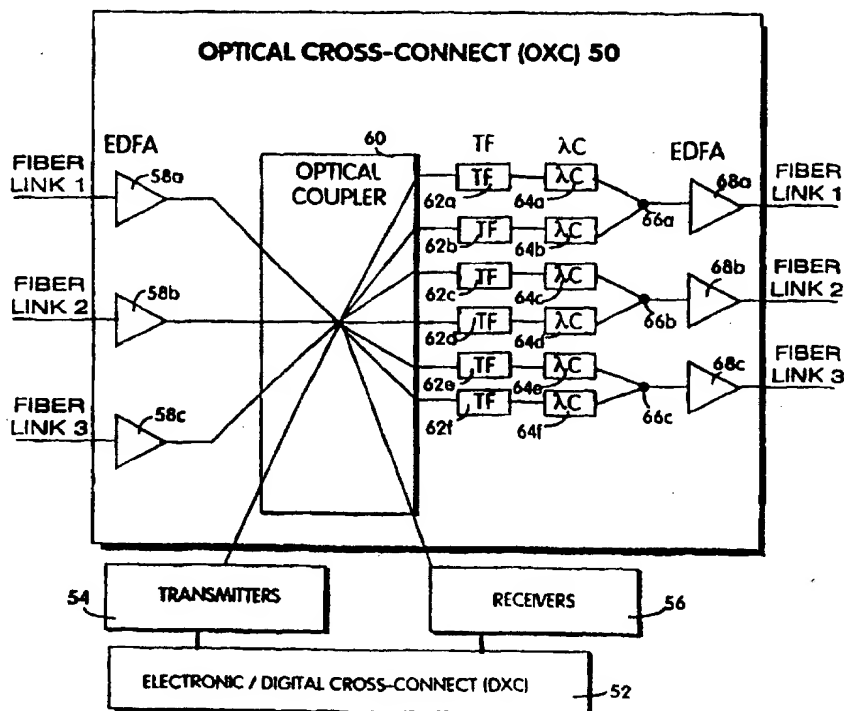 OPTICAL CROSS-CONNECT (OXC) 50
EDFA
60
TF
λC
EDFA
FIBER
LINK 1
58a
OPTICAL
COUPLER
62a
TF
64a
λC
66a
68a
FIBER
LINK 1
62b
TF
64b
λC
FIBER
LINK 2
58b
62c
TF
64c
λC
66b
68b
FIBER
LINK 2
62d
TF
64d
λC
FIBER
LINK 3
58c
62e
TF
64e
λC
66c
68c
FIBER
LINK 3
62f
TF
64f
λC
54
TRANSMITTERS
RECEIVERS
56
ELECTRONIC / DIGITAL CROSS-CONNECT (DXC)
52